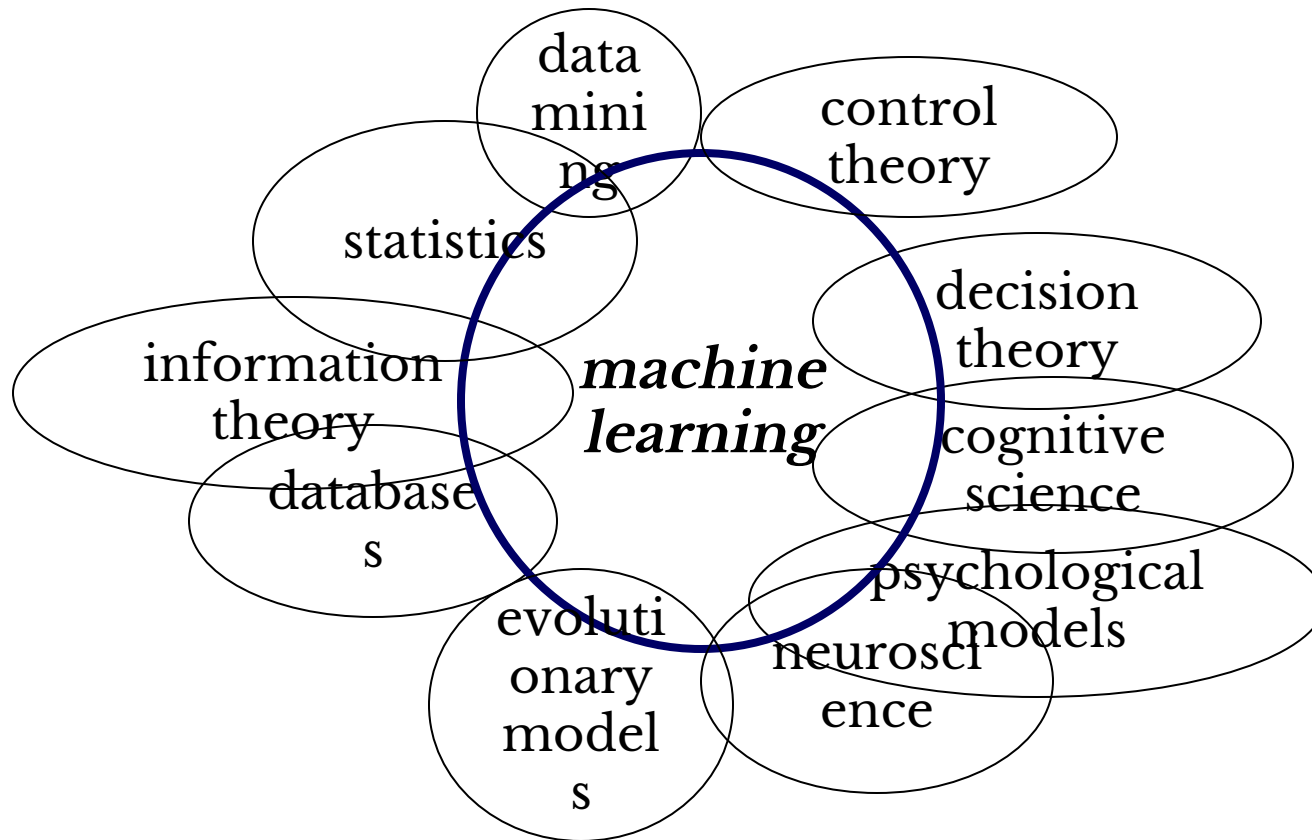 data
mini
ng
control
theory
statistics
decision
theory
information
theory
machine
learning
cognitive
science
database
s
psychological
models
evoluti
onary
model
s
neurosci
ence